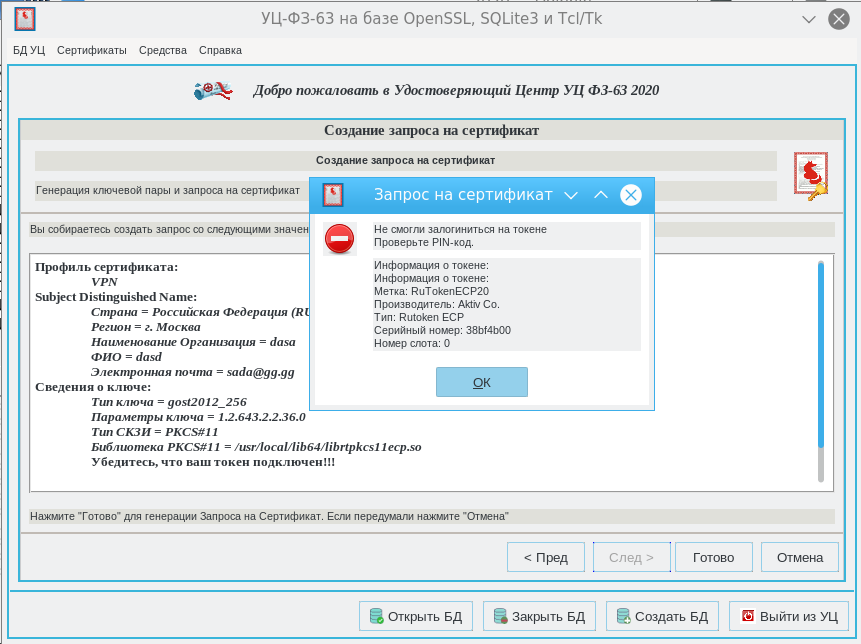 УЦ-ФЗ-63 на базе OpenSSL, SQLite3 и Tcl/Tk
БД УЦ Сертификаты Средства Справка
Добро пожаловать в Удостоверяющий Центр УЦ ФЗ-63 2020
Создание запроса на сертификат
Создание запроса на сертификат
Генерация ключевой пары и запроса на сертификат
Вы собираетесь создать запрос со следующими
Профиль сертификата:
VPN
Subject Distinguished Name:
Страна = Российская Федерация (RU
Регион = г. Москва
Наименование Организация = dasa
ФИО = dasd
Электронная почта = sada@gg.gg
Сведения о ключе:
Тип ключа = gost2012_256
Параметры ключа = 1.2.643.2.2.36.0
Тип СКЗИ = PKCS#11
Библиотека PKCS#11 = /usr/local/lib64/librtpkcs11ecp.so
Убедитесь, что ваш токен подключен!!!
Запрос на сертификат
Не смогли залогиниться на токене
Проверьте PIN-код.
Информация о токене:
Информация о токене:
Метка: RuTokenECP20
Производитель: Aktiv Co.
Тип: Rutoken ECP
Серийный номер: 38bf4b00
Номер слота: 0
OK
Нажмите "Готово" для генерации Запроса на Сертификат. Если передумали нажмите "Отмена"
< Пред След > Готово Отмена
Открыть БД Закрыть БД Создать БД Выйти из УЦ